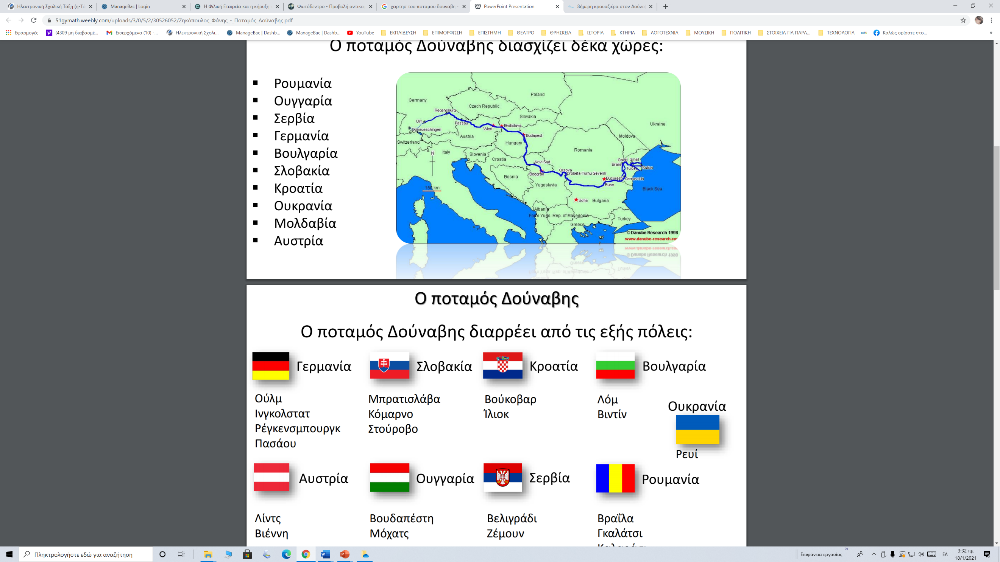 Ηλεκτρονική Σχολική Τάξη (η-Τά
ManageBac | Login
Η Φιλική Εταιρεία και η κήρυξη
Φωτόδεντρο - Προβολή αντικει
χαρτησ του ποταμου δουναβη -
PowerPoint Presentation
8ήμερη κρουαζιέρα στον Δούνα
51gymath.weebly.com/uploads/3/0/5/2/30526052/Ζηκόπουλος_Φάνης_-_Ποταμός_Δούναβης.pdf
Εφαρμογές
(4309 μη διαβασμέ...
Εισερχόμενα (10) -...
Ηλεκτρονική Σχολι...
ManageBac | Dashb...
ManageBac | Dashb...
YouTube
ΕΚΠΑΙΔΕΥΣΗ
ΕΠΙΜΟΡΦΩΣΗ
ΕΠΙΣΤΗΜΗ
ΘΕΑΤΡΟ
ΘΡΗΣΚΕΙΑ
ΙΣΤΟΡΙΑ
ΚΤΗΡΙΑ
ΛΟΓΟΤΕΧΝΙΑ
ΜΟΥΣΙΚΗ
ΠΟΛΙΤΙΚΗ
ΣΤΟΙΧΕΙΑ ΓΙΑ ΠΑΡΑ...
ΤΕΧΝΟΛΟΓΙΑ
Καλώς ορίσατε στο...
»
Ο ποταμός Δούναβης διασχίζει δέκα χώρες:
▪ Ρουμανία
▪ Ουγγαρία
▪ Σερβία
▪ Γερμανία
▪ Βουλγαρία
▪ Σλοβακία
▪ Κροατία
▪ Ουκρανία
▪ Μολδαβία
▪ Αυστρία
Poland
Germany
Czech Republic
Regensburg
Slovakia
Ulm
Passau
Wien
Bratislava
Ukraine
Donaueschingen
Austria
Budapest
Moldova
Switzerland
Hungary
Romania
Italy
N
Slovenia
Croatia
Novi Sad
Galati
Izmail
Braila
Tulcea
Sulina
Beograd
Orsova
Drobeta-Turnu Severin
Bosnia
Bucuresti
Cernavoda
Yugoslavia
Ruse
150 km
Black Sea
Sofia
Bulgaria
Albania
Form Yugo. Rep. of Macedonia
Turkey
Greece
© Danube Research 1998
www.danube-research.co
Ο ποταμός Δούναβης
Ο ποταμός Δούναβης διαρρέει από τις εξής πόλεις:
Γερμανία
Σλοβακία
Κροατία
Βουλγαρία
Ούλμ
Ινγκολστατ
Ρέγκενσμπουργκ
Πασάου
Μπρατισλάβα
Κόμαρνο
Στούροβο
Βούκοβαρ
Ίλιοκ
Λόμ
Βιντίν
Ουκρανία
Ρενί
Αυστρία
Ουγγαρία
Σερβία
Ρουμανία
Λίντς
Βιέννη
Βουδαπέστη
Μόχατς
Βελιγράδι
Ζέμουν
Βραΐλα
Γκαλάτσι
Πληκτρολογήστε εδώ για αναζήτηση
Επιφάνεια εργασίας
»
ΕΛ
3:32 πμ
18/1/2021